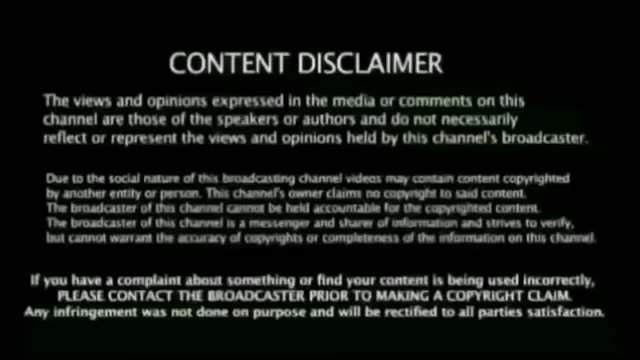 CONTENT DISCLAIMER
The views and opinions expressed in the media or comments on this
channel are those of the speakers or authors and do not necessarily
reflect or represent the views and opinions held by this channel's broadcaster.
Due to the social nature of this broadcasting channel videos may contain content copyrighted
by another entity or person. This channel's owner claims no copyright to said content.
The broadcaster of this channel cannot be held accountable for the copyrighted content.
The broadcaster of this channel is a messenger and sharer of information and strives to verify,
but cannot warrant the accuracy of copyrights or completeness of the information on this channel.
If you have a complaint about something or find your content is being used incorrectly,
PLEASE CONTACT THE BROADCASTER PRIOR TO MAKING A COPYRIGHT CLAIM.
Any infringement was not done on purpose and will be rectified to all parties satisfaction.